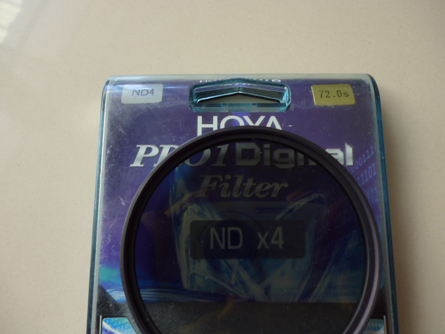 ND4
72.0s
HOYA
PRO1 Digital
Filter
ND x4